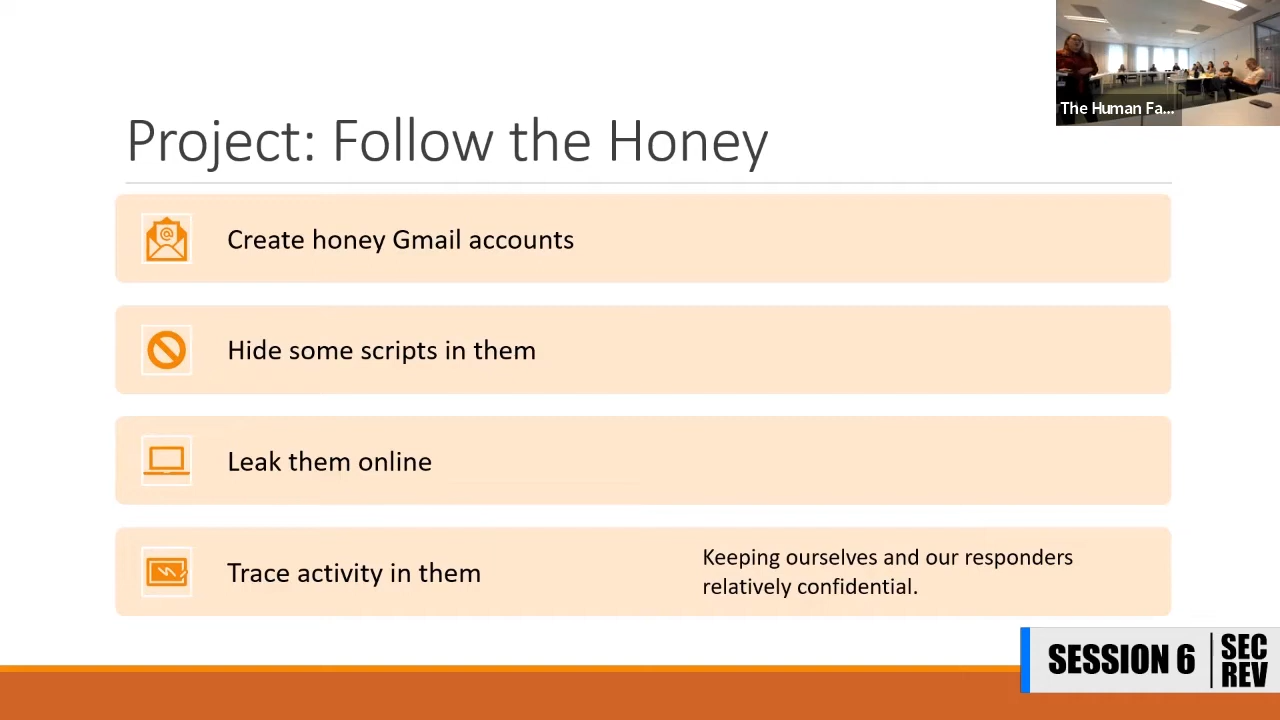 The Human Fa...
Project: Follow the Honey
@
Create honey Gmail accounts
Hide some scripts in them
Leak them online
Trace activity in them
Keeping ourselves and our responders
relatively confidential.
SESSION 6
SEC
REV